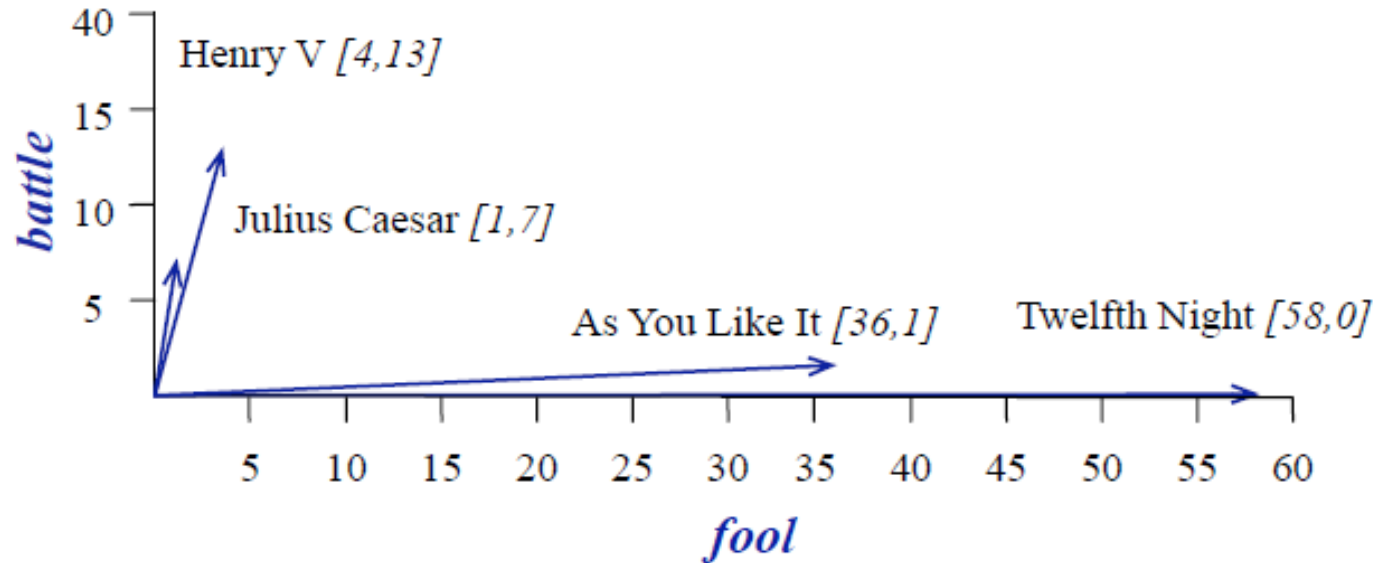 40
Henry V [4,13]
15
battle
10
Julius Caesar [1,7]
5
As You Like It [36,1]
Twelfth Night [58,0]
5 10 15 20 25 30 35 40 45 50 55 60
fool